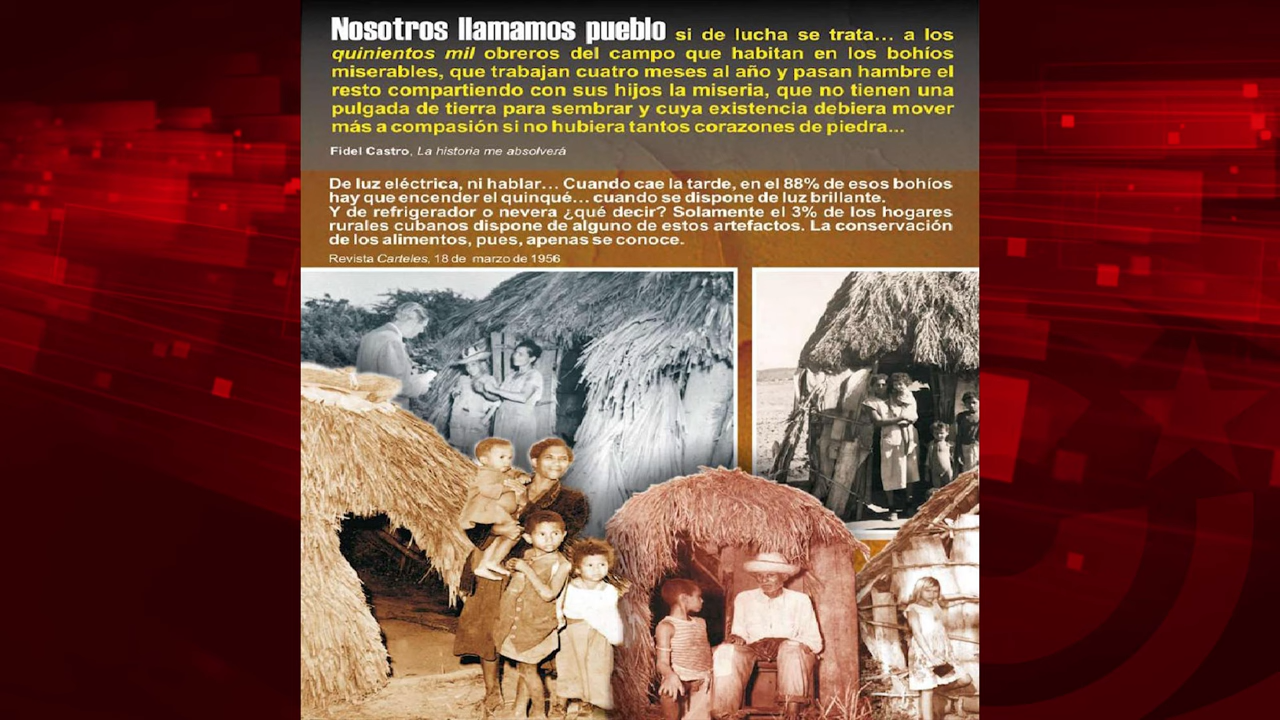 Nosotros llamamos pueblo si de lucha se trata... a los
quinientos mil obreros del campo que habitan en los bohíos
miserables, que trabajan cuatro meses al año y pasan hambre el
resto compartiendo con sus hijos la miseria, que no tienen una
pulgada de tierra para sembrar y cuya existencia debiera mover
más a compasión si no hubiera tantos corazones de piedra...
Fidel Castro, La historia me absolverá
De luz eléctrica, ni hablar... Cuando cae la tarde, en el 88% de esos bohíos
hay que encender el quinqué... cuando se dispone de luz brillante.
Y de refrigerador o nevera ¿qué decir? Solamente el 3% de los hogares
rurales cubanos dispone de alguno de estos artefactos. La conservación
de los alimentos, pues, apenas se conoce.
Revista Carteles, 18 de marzo de 1956